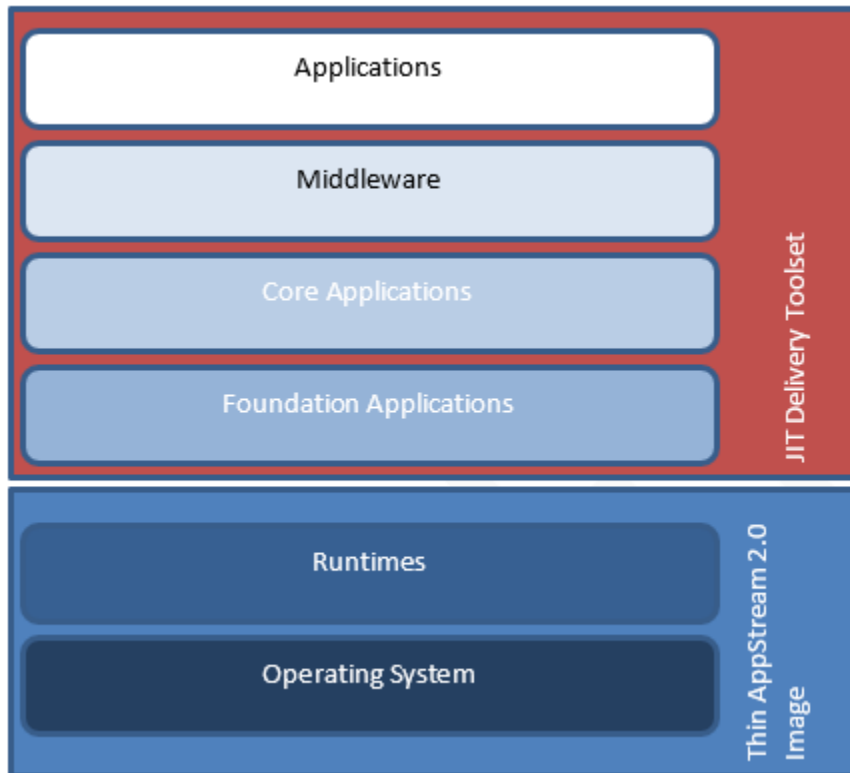 Applications
Middleware
Core Applications
Foundation Applications
JIT Delivery Toolset
Runtimes
Operating System
Thin AppStream 2.0
Image